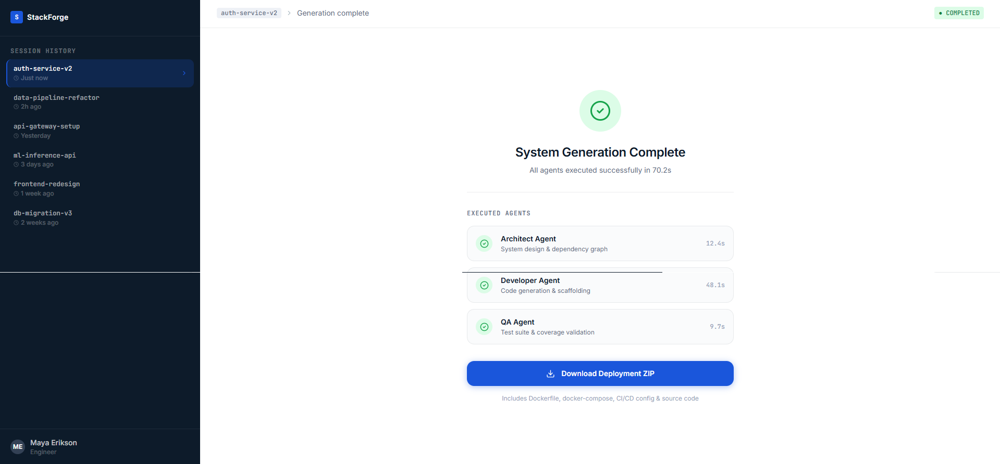 S StackForge
SESSION HISTORY
auth-service-v2
Just now
data-pipeline-refactor
2h ago
api-gateway-setup
Yesterday
ml-inference-api
3 days ago
frontend-redesign
1 week ago
db-migration-v3
2 weeks ago
ME Maya Erikson
Engineer
auth-service-v2 > Generation complete
• COMPLETED
System Generation Complete
All agents executed successfully in 70.2s
EXECUTED AGENTS
Architect Agent
System design & dependency graph
12.4s
Developer Agent
Code generation & scaffolding
48.1s
QA Agent
Test suite & coverage validation
9.7s
Download Deployment ZIP
Includes Dockerfile, docker-compose, CI/CD config & source code